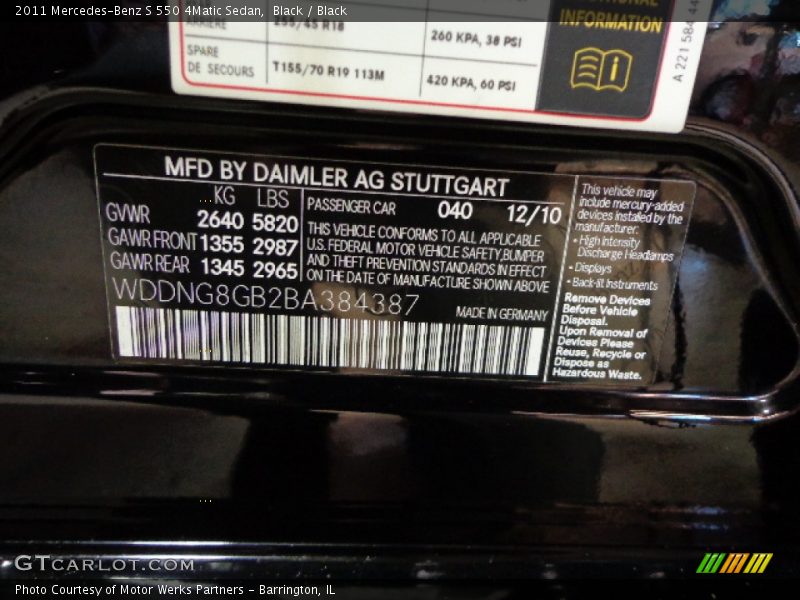 2011 Mercedes-Benz S 550 4Matic Sedan, Black / Black
INFORMATION
260 KPA, 38 PSI
SPARE
DE SECOURS
T155/70 R19 113M
420 KPA, 60 PSI
A 221 584
MFD BY DAIMLER AG STUTTGART
KG LBS
GVWR 2640 5820
GAWR FRONT 1355 2987
GAWR REAR 1345 2965
PASSENGER CAR 040 12/10
THIS VEHICLE CONFORMS TO ALL APPLICABLE
U.S. FEDERAL MOTOR VEHICLE SAFETY,BUMPER
AND THEFT PREVENTION STANDARDS IN EFFECT
ON THE DATE OF MANUFACTURE SHOWN ABOVE
WDDNG8GB2BA384387
MADE IN GERMANY
This vehicle may
include mercury-added
devices installed by the
manufacturer:
• High Intensity
Discharge Headlamps
• Displays
• Back-lit Instruments
Remove Devices
Before Vehicle
Disposal.
Upon Removal of
Devices Please
Reuse, Recycle or
Dispose as
Hazardous Waste.
GTCARLOT.COM
Photo Courtesy of Motor Werks Partners - Barrington, IL